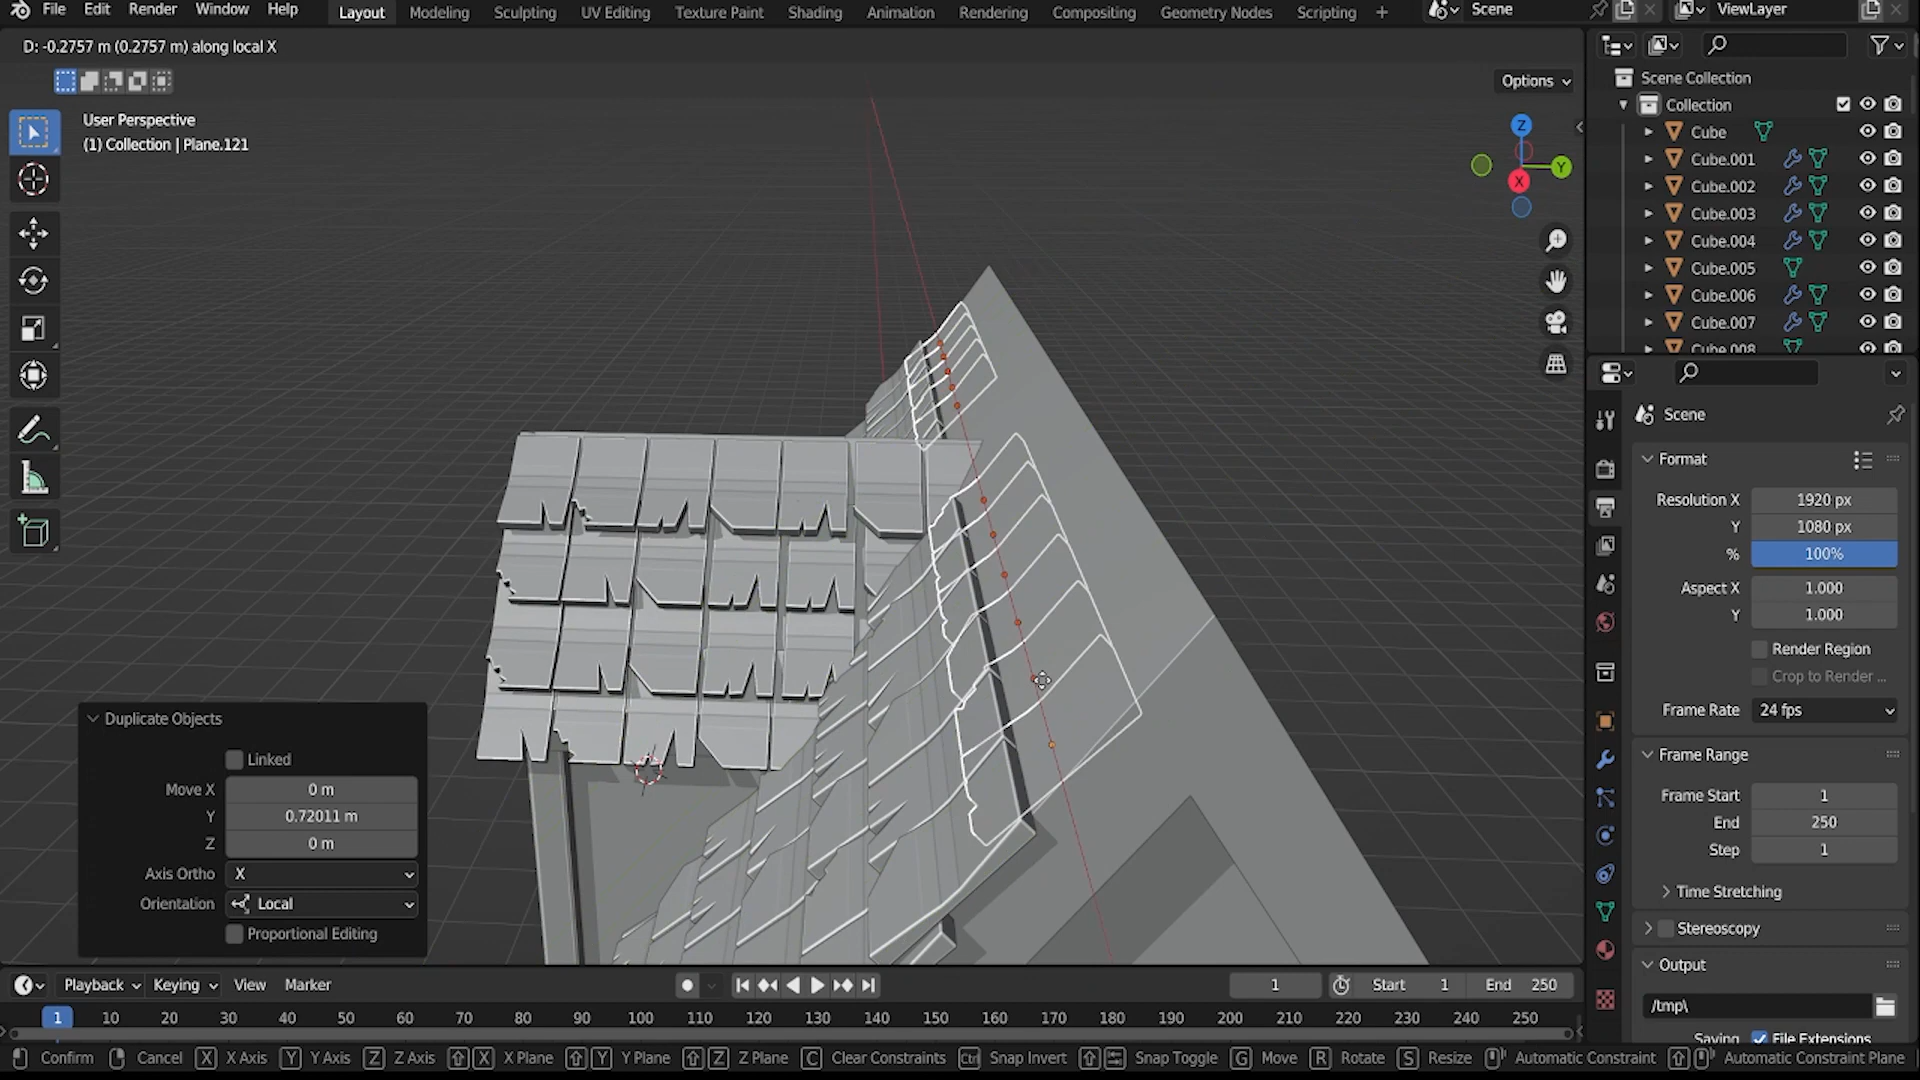 File Edit Render Window Help Layout Modeling Sculpting UV Editing Texture Paint Shading Animation Rendering Compositing Geometry Nodes Scripting + Scene ViewLayer
D: -0.2757 m (0.2757 m) along local X
Options
User Perspective
(1) Collection | Plane.121
Z
Y
X
Scene Collection
Collection
Cube
Cube.001
Cube.002
Cube.003
Cube.004
Cube.005
Cube.006
Cube.007
Cube.008
Scene
Format
Resolution X 1920 px
Y 1080 px
% 100%
Aspect X 1.000
Y 1.000
Render Region
Crop to Render ...
Frame Rate 24 fps
Frame Range
Frame Start 1
End 250
Step 1
Time Stretching
Stereoscopy
Output
/tmp\
Saving File Extensions
Duplicate Objects
Linked
Move X 0 m
Y 0.72011 m
Z 0 m
Axis Ortho X
Orientation Local
Proportional Editing
Playback Keying View Marker 1 Start 1 End 250
1 10 20 30 40 50 60 70 80 90 100 110 120 130 140 150 160 170 180 190 200 210 220 230 240 250
Confirm Cancel X X Axis Y Y Axis Z Z Axis X X Plane Y Y Plane Z Z Plane C Clear Constraints Ctrl Snap Invert Snap Toggle G Move R Rotate S Resize Automatic Constraint Automatic Constraint Plane